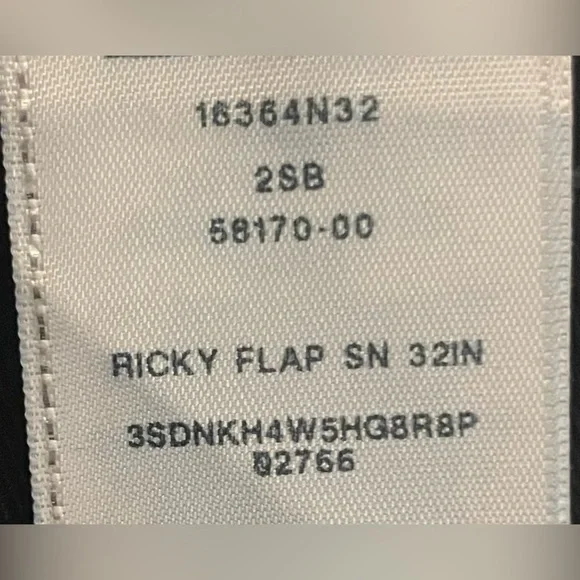 16364N32
2SB
58170-00
RICKY FLAP SN 32IN
3SDNKH4W5HG8R8P
02766